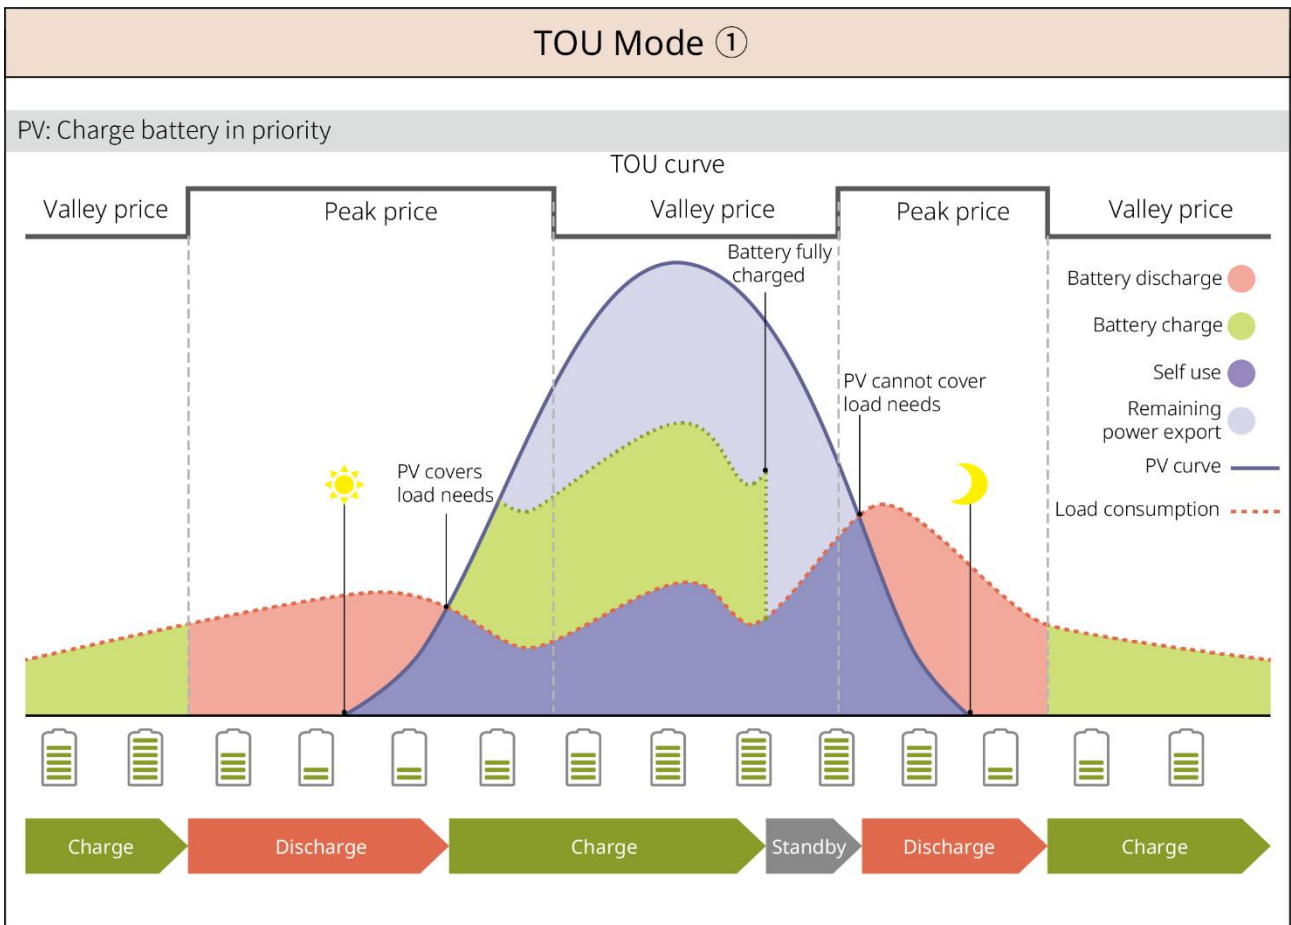 TOU Mode ①
PV: Charge battery in priority
TOU curve
Valley price
Peak price
Valley price
Peak price
Valley price
Battery fully
charged
Battery discharge
Battery charge
Self use
Remaining
power export
PV curve
Load consumption
PV cannot cover
load needs
PV covers
load needs
Charge
Discharge
Charge
Standby
Discharge
Charge